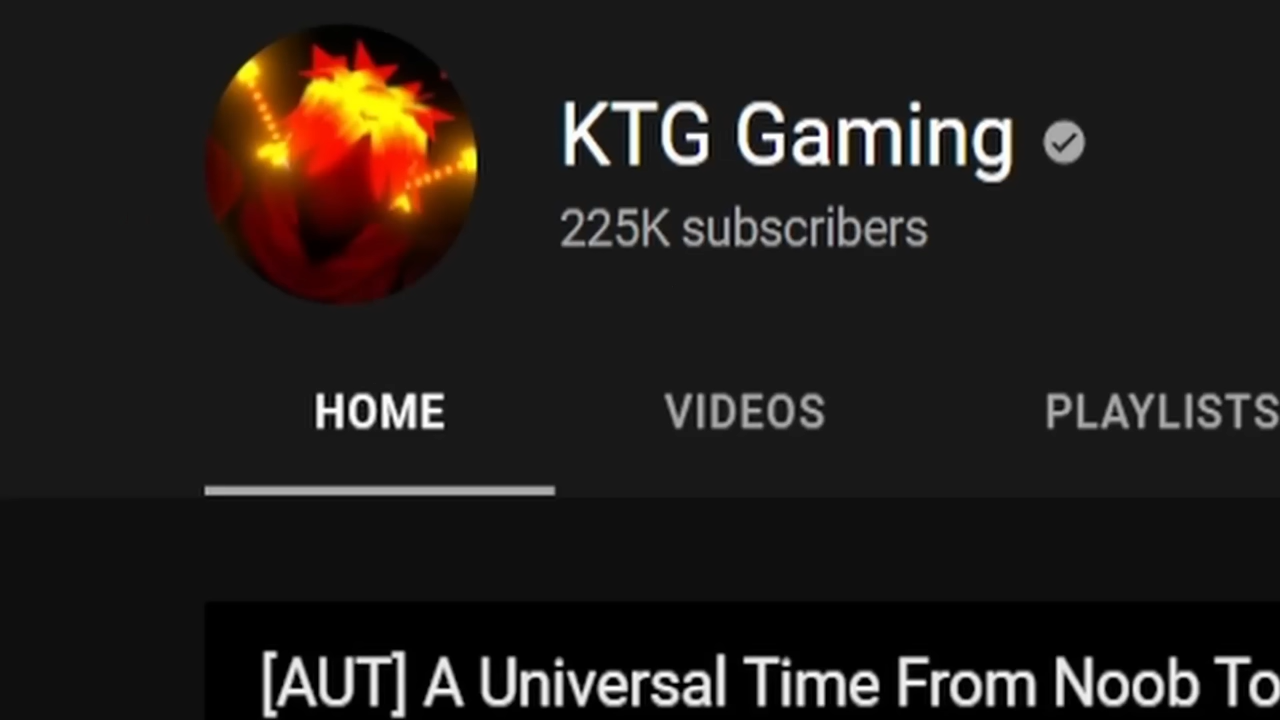 KTG Gaming
225K subscribers
HOME VIDEOS PLAYLISTS
[AUT] A Universal Time From Noob To